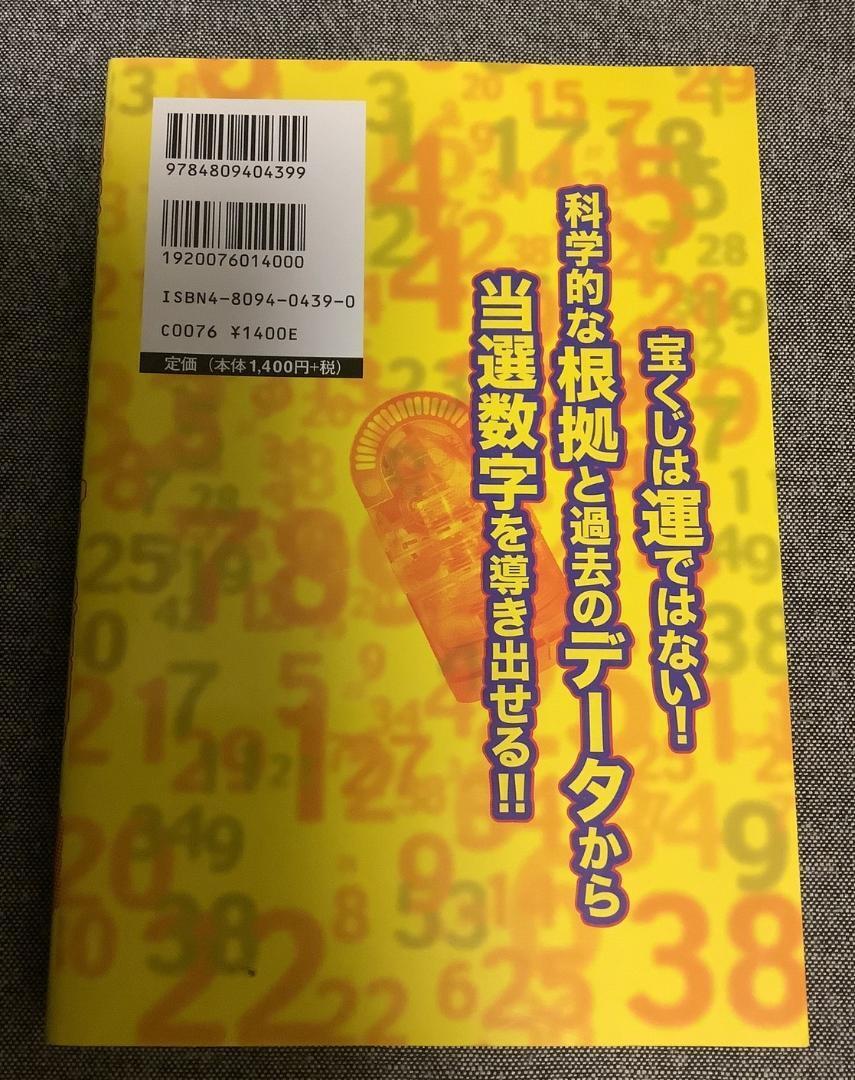 宝くじは運ではない!
科学的な根拠と過去のデータから
当選数字を導き出せる!!
9784809404399
1920076014000
ISBN4-8094-0439-0
C0076 ¥1400E
定価(本体1,400円+税)